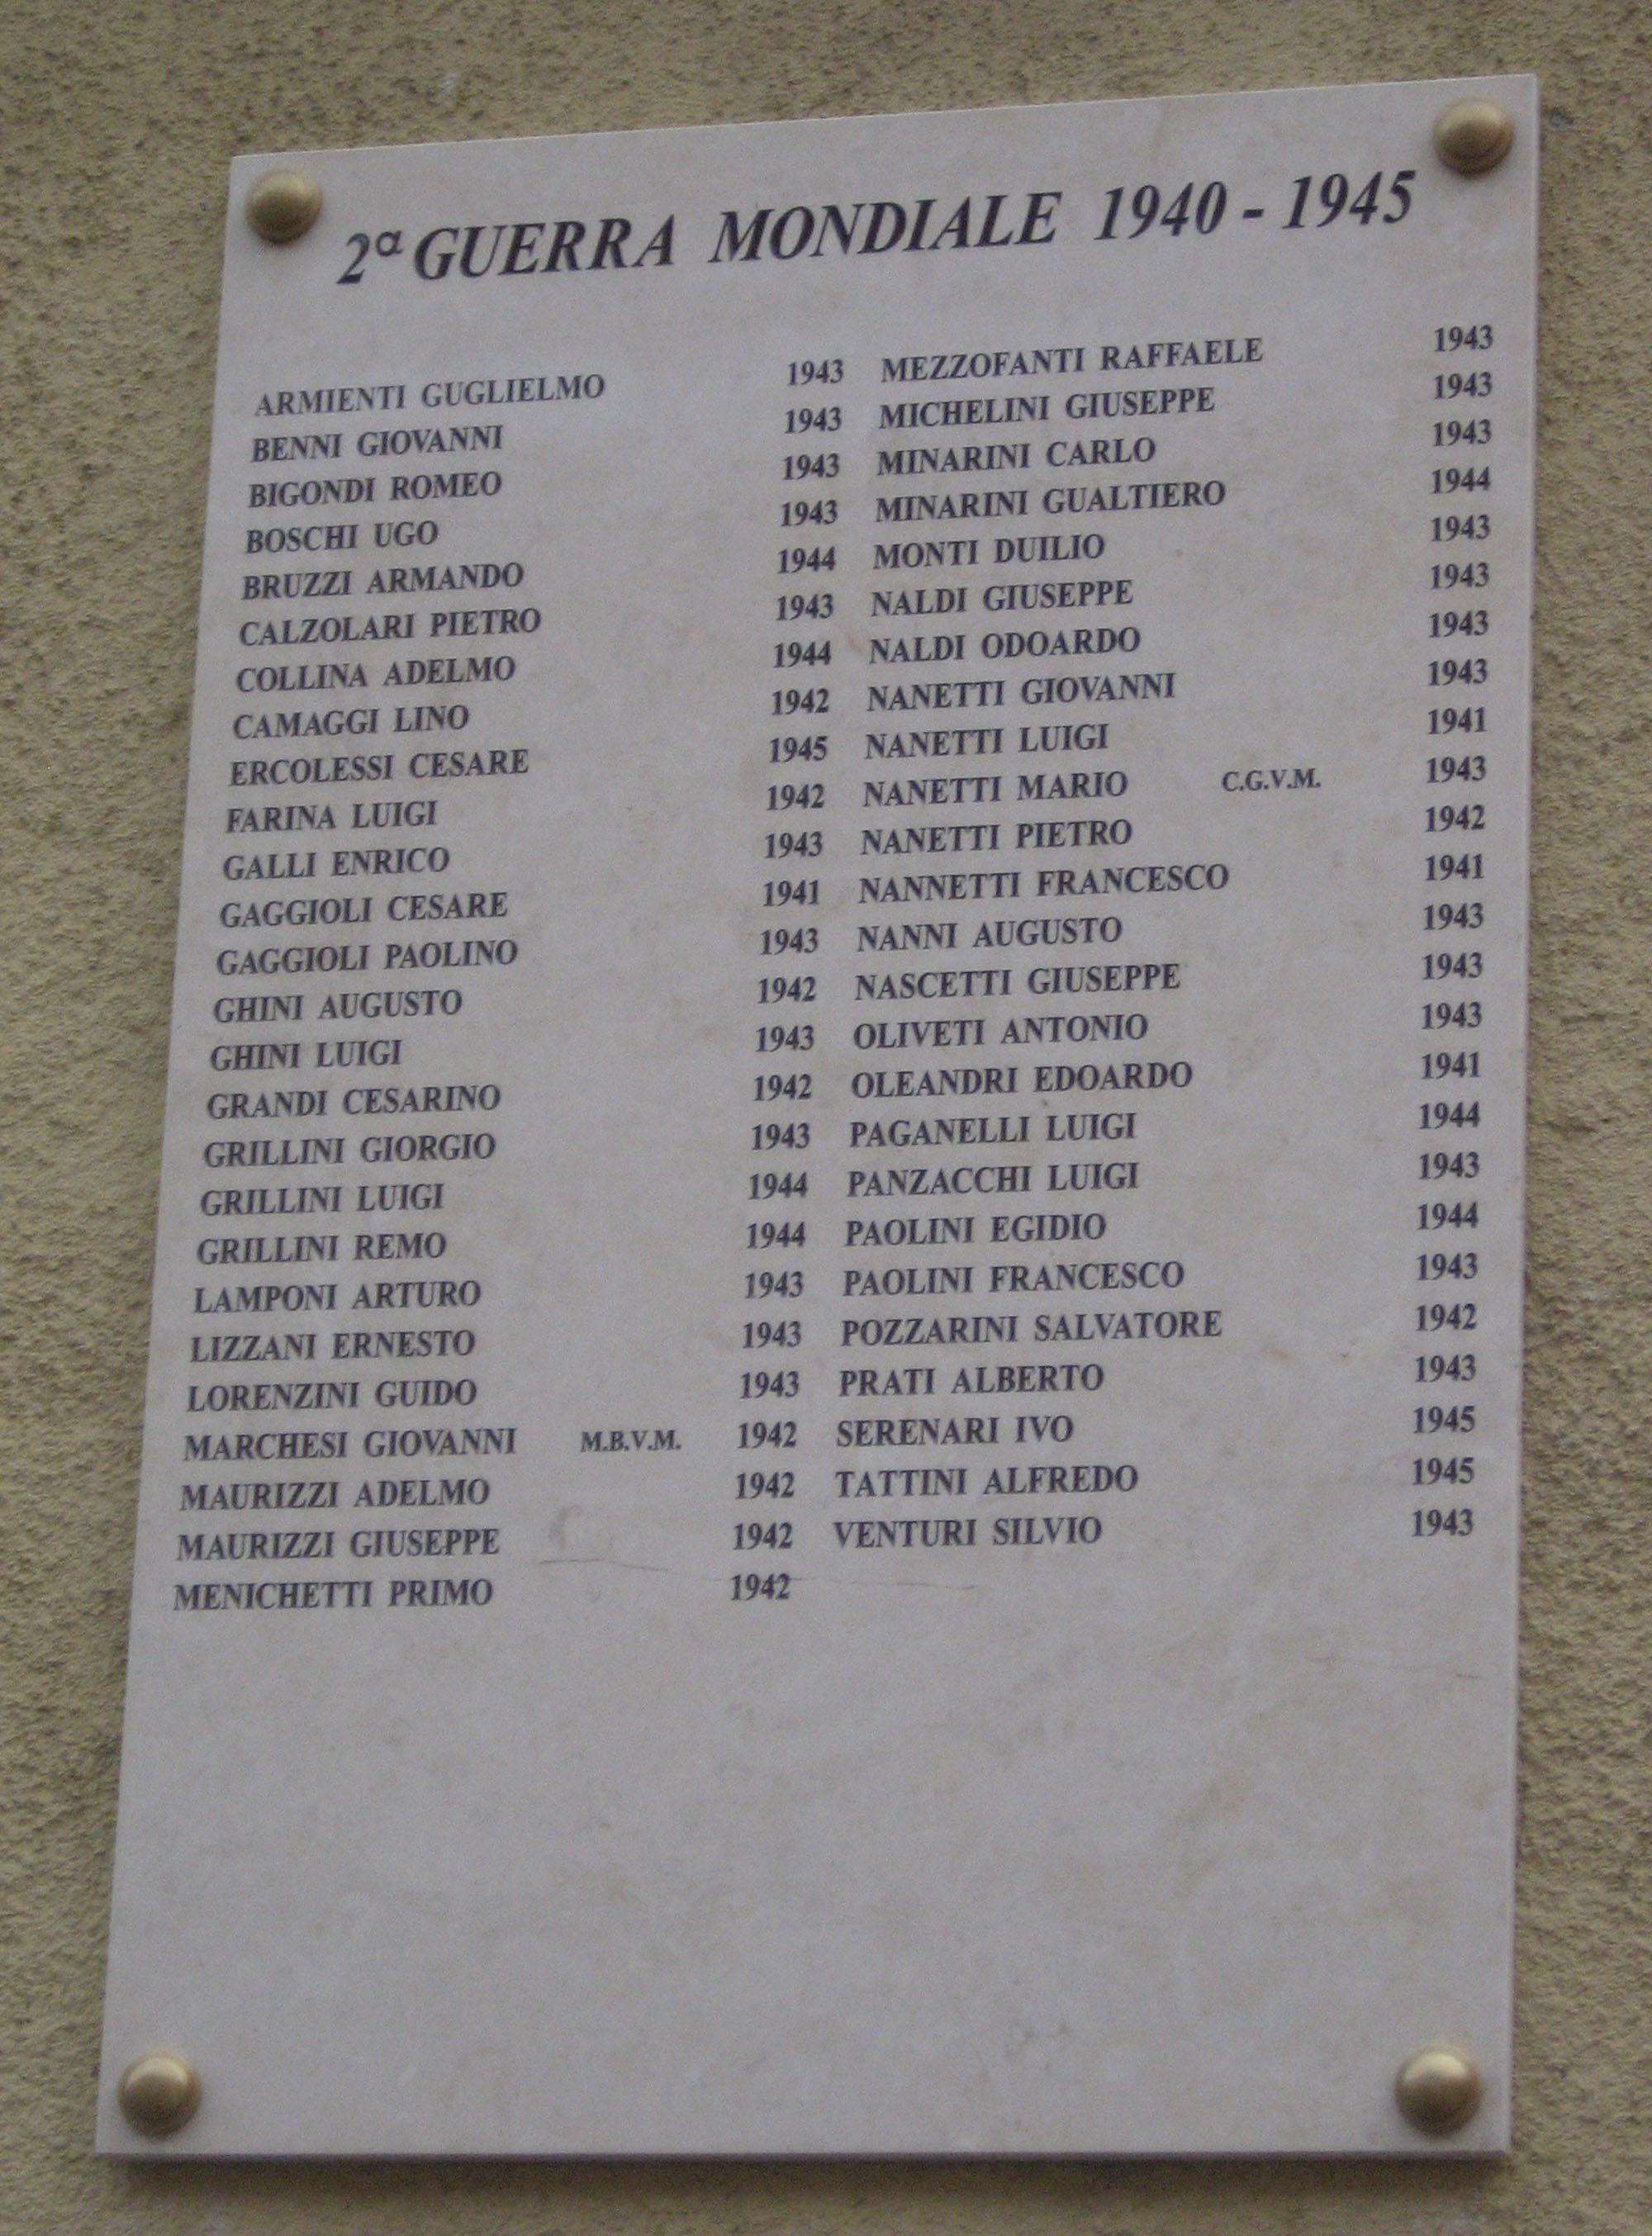 2ª GUERRA MONDIALE 1940 - 1945
ARMIENTI GUGLIELMO 1943
BENNI GIOVANNI 1943
BIGONDI ROMEO 1943
BOSCHI UGO 1943
BRUZZI ARMANDO 1944
CALZOLARI PIETRO 1943
COLLINA ADELMO 1944
CAMAGGI LINO 1942
ERCOLESSI CESARE 1945
FARINA LUIGI 1942
GALLI ENRICO 1943
GAGGIOLI CESARE 1941
GAGGIOLI PAOLINO 1943
GHINI AUGUSTO 1942
GHINI LUIGI 1943
GRANDI CESARINO 1942
GRILLINI GIORGIO 1943
GRILLINI LUIGI 1944
GRILLINI REMO 1944
LAMPONI ARTURO 1943
LIZZANI ERNESTO 1943
LORENZINI GUIDO 1943
MARCHESI GIOVANNI M.B.V.M. 1942
MAURIZZI ADELMO 1942
MAURIZZI GIUSEPPE 1942
MENICHETTI PRIMO 1942
MEZZOFANTI RAFFAELE 1943
MICHELINI GIUSEPPE 1943
MINARINI CARLO 1943
MINARINI GUALTIERO 1944
MONTI DUILIO 1943
NALDI GIUSEPPE 1943
NALDI ODOARDO 1943
NANETTI GIOVANNI 1943
NANETTI LUIGI 1941
NANETTI MARIO C.G.V.M. 1943
NANETTI PIETRO 1942
NANNETTI FRANCESCO 1941
NANNI AUGUSTO 1943
NASCETTI GIUSEPPE 1943
OLIVETI ANTONIO 1943
OLEANDRI EDOARDO 1941
PAGANELLI LUIGI 1944
PANZACCHI LUIGI 1943
PAOLINI EGIDIO 1944
PAOLINI FRANCESCO 1943
POZZARINI SALVATORE 1942
PRATI ALBERTO 1943
SERENARI IVO 1945
TATTINI ALFREDO 1945
VENTURI SILVIO 1943